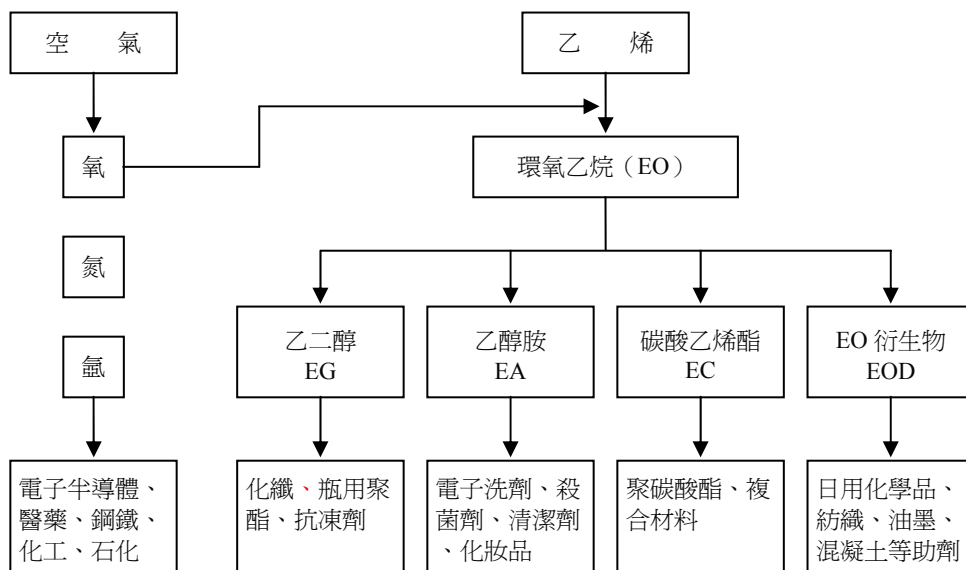 空 氣
乙 烯
氧
環氧乙烷（EO）
氮
氬
乙二醇
EG
乙醇胺
EA
碳酸乙烯酯
EC
EO 衍生物
EOD
電子半導體、
醫藥、鋼鐵、
化工、石化
化纖、瓶用聚
酯、抗凍劑
電子洗劑、殺
菌劑、清潔劑
、化妝品
聚碳酸酯、複
合材料
日用化學品、
紡織、油墨、
混凝土等助劑